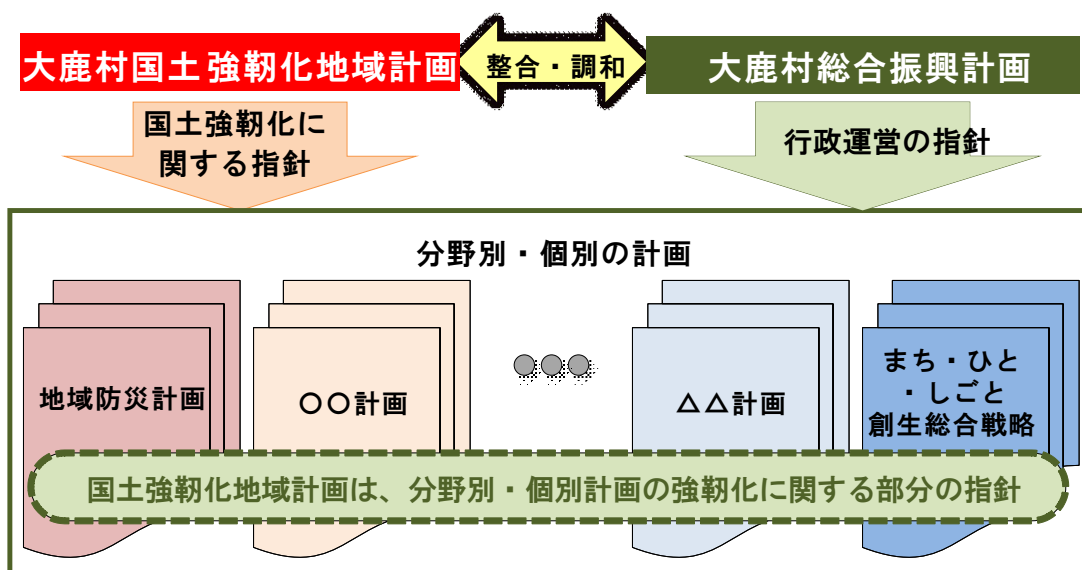 大鹿村国土強靭化地域計画
整合・調和
大鹿村総合振興計画
国土強靭化に
関する指針
行政運営の指針
分野別・個別の計画
地域防災計画
〇〇計画
△△計画
まち・ひと
・しごと
創生総合戦略
国土強靭化地域計画は、分野別・個別計画の強靭化に関する部分の指針